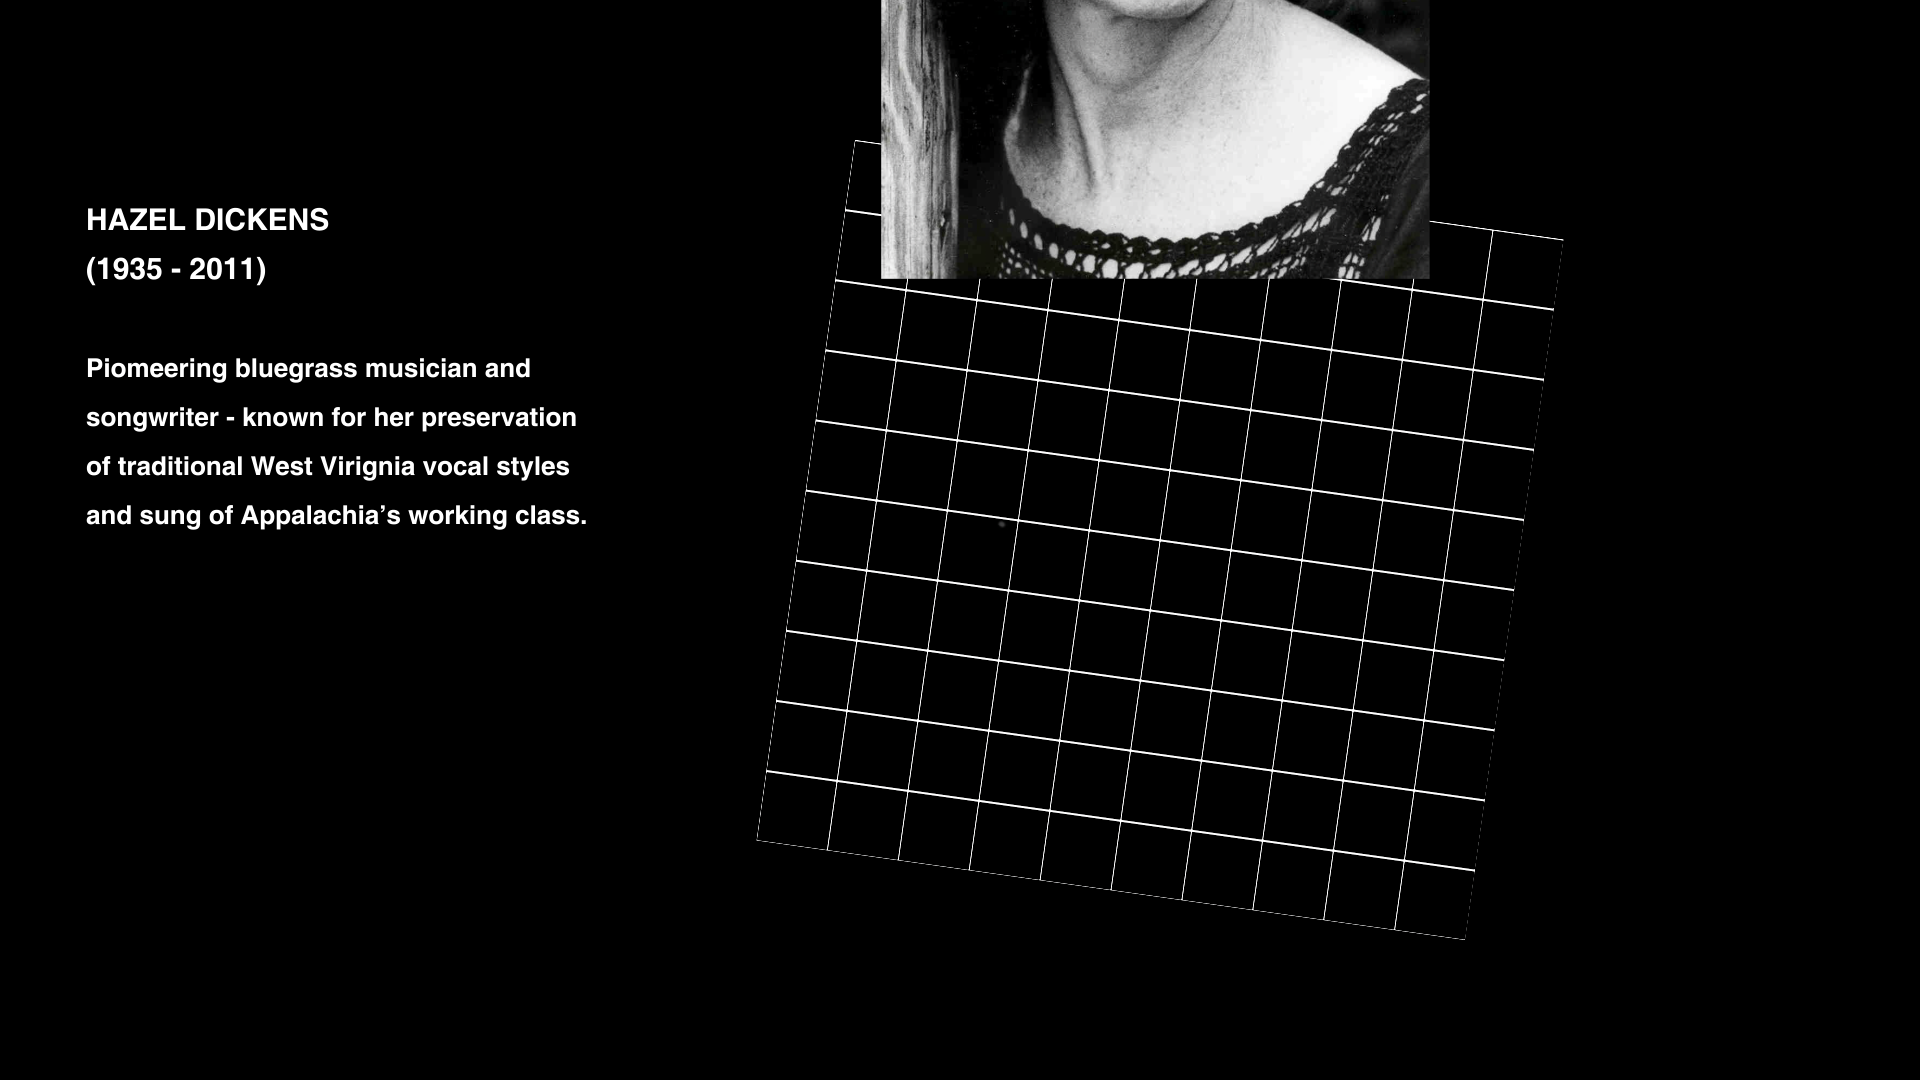 HAZEL DICKENS
(1935 - 2011)
Piomeering bluegrass musician and
songwriter - known for her preservation
of traditional West Virignia vocal styles
and sung of Appalachia’s working class.